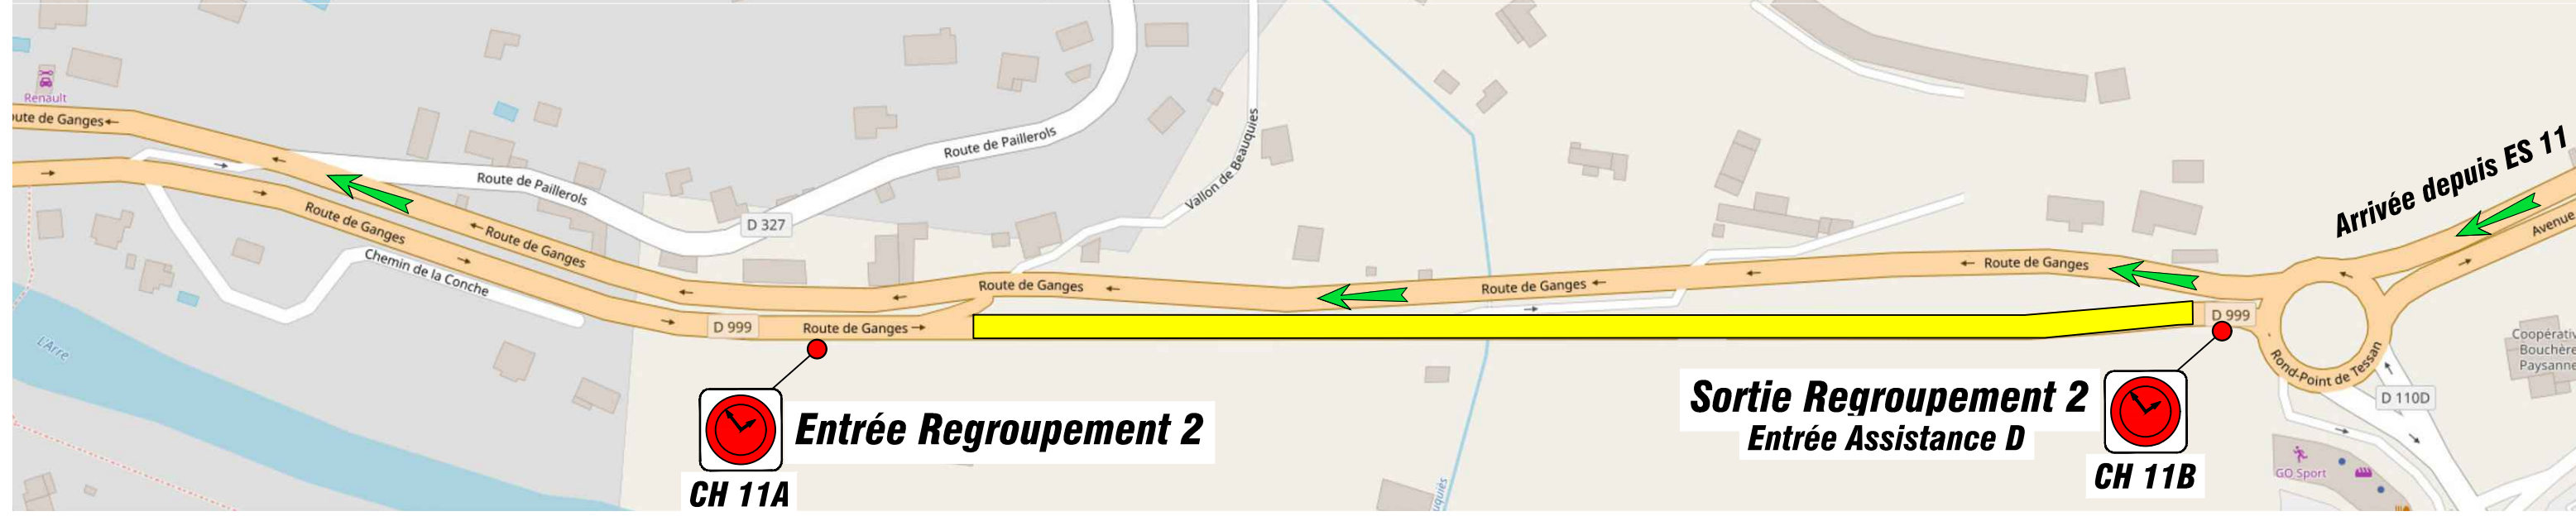 Renault
ute de Ganges
Route de Paillerols
Route de Paillerols
D 327
Vallon de Beauquies
Arrivée depuis ES 11
Avenue
Route de Ganges
Route de Ganges
Chemin de la Conche
Route de Ganges
Route de Ganges
Route de Ganges
D 999
Route de Ganges
D 999
Rond-Point de Tessan
Coopérati
Bouchère
Paysanne
L'Arre
D 110D
GO Sport
Entrée Regroupement 2
CH 11A
Sortie Regroupement 2
Entrée Assistance D
CH 11B